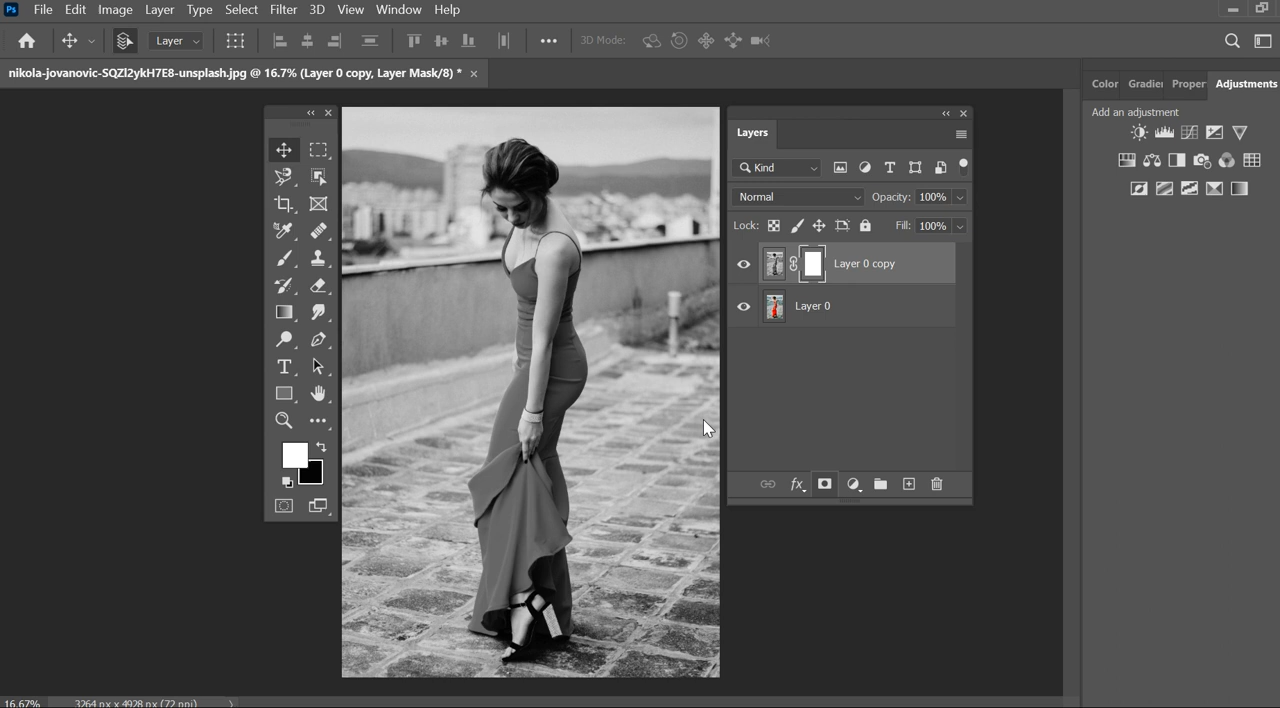 Ps File Edit Image Layer Type Select Filter 3D View Window Help
Layer 3D Mode:
nikola-jovanovic-SQZl2ykH7E8-unsplash.jpg @ 16.7% (Layer 0 copy, Layer Mask/8) * ×
Color Gradier Proper Adjustments
Add an adjustment
Layers
Kind
Normal Opacity: 100%
Lock: Fill: 100%
Layer 0 copy
Layer 0
fx
T
16.67% 3264 px x 4928 px (72 ppi)